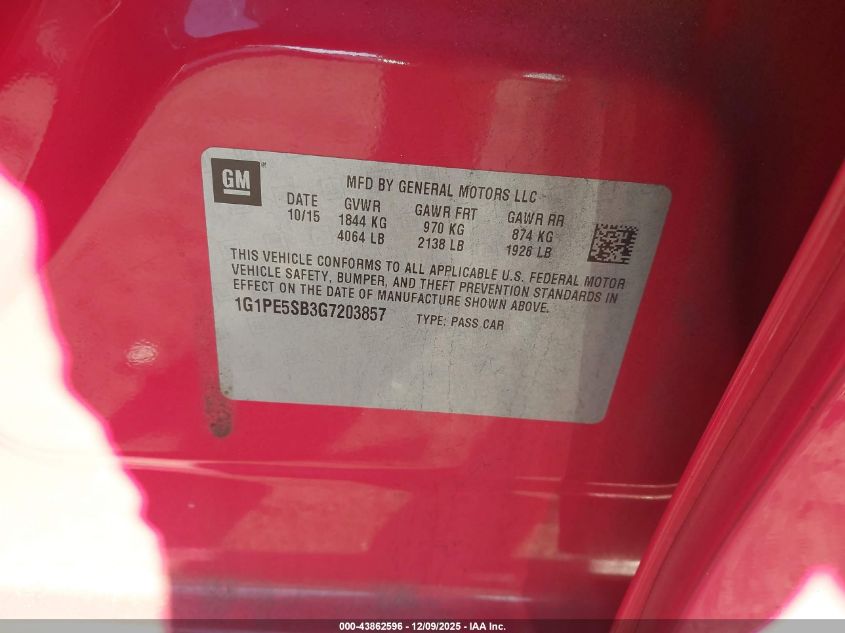 GM
MFD BY GENERAL MOTORS LLC
DATE GVWR GAWR FRT GAWR RR
10/15 1844 KG 970 KG 874 KG
4064 LB 2138 LB 1926 LB
THIS VEHICLE CONFORMS TO ALL APPLICABLE U.S. FEDERAL MOTOR
VEHICLE SAFETY, BUMPER, AND THEFT PREVENTION STANDARDS IN
EFFECT ON THE DATE OF MANUFACTURE SHOWN ABOVE.
1G1PE5SB3G7203857 TYPE: PASS CAR
000-43862596 - 12/09/2025 - IAA Inc.